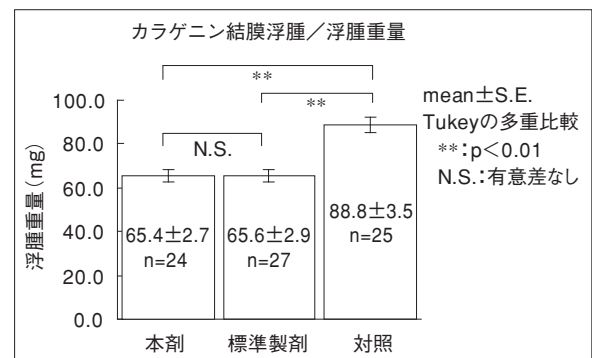 カラゲニン結膜浮腫／浮腫重量
**
**
N.S.
mean±S.E.
Tukeyの多重比較
**：p＜0.01
N.S.：有意差なし
浮腫重量(mg)
100.0
80.0
60.0
40.0
20.0
0.0
65.4±2.7
n=24
65.6±2.9
n=27
88.8±3.5
n=25
本剤 標準製剤 対照